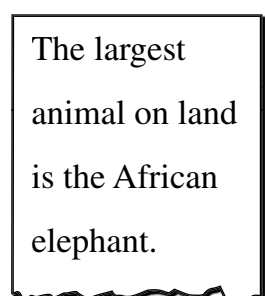 The largest
animal on land
is the African
elephant.